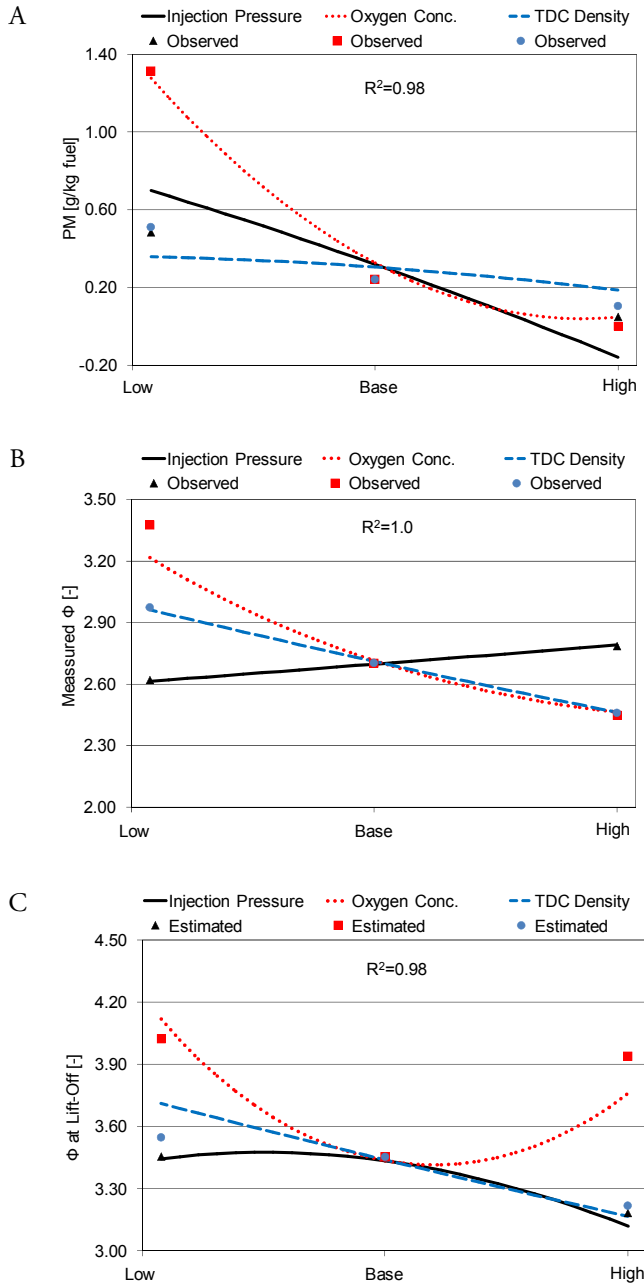 A
Injection Pressure Oxygen Conc. TDC Density
Observed Observed Observed
1.40
R²=0.98
1.00
PM [g/kg fuel]
0.60
0.20
-0.20
Low Base High
B
Injection Pressure Oxygen Conc. TDC Density
Observed Observed Observed
3.50
R²=1.0
3.20
Meassured Φ [-]
2.90
2.60
2.30
2.00
Low Base High
C
Injection Pressure Oxygen Conc. TDC Density
Estimated Estimated Estimated
4.50
R²=0.98
4.20
Φ at Lift-Off [-]
3.90
3.60
3.30
3.00
Low Base High